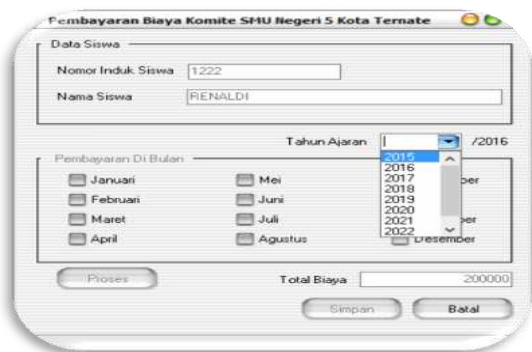 Pembayaran Biaya Komite SMU Negeri 5 Kota Ternate
Data Siswa
Nomor Induk Siswa 1222
Nama Siswa RENALDI
Tahun Ajaran /2016
2015
2016
2017
2018
2019
2020
2021
2022
Pembayaran Di Bulan
Januari Mei ber
Februari Juni
Maret Juli ber
April Agustus Desember
Proses Total Biaya 200000
Simpan Batal